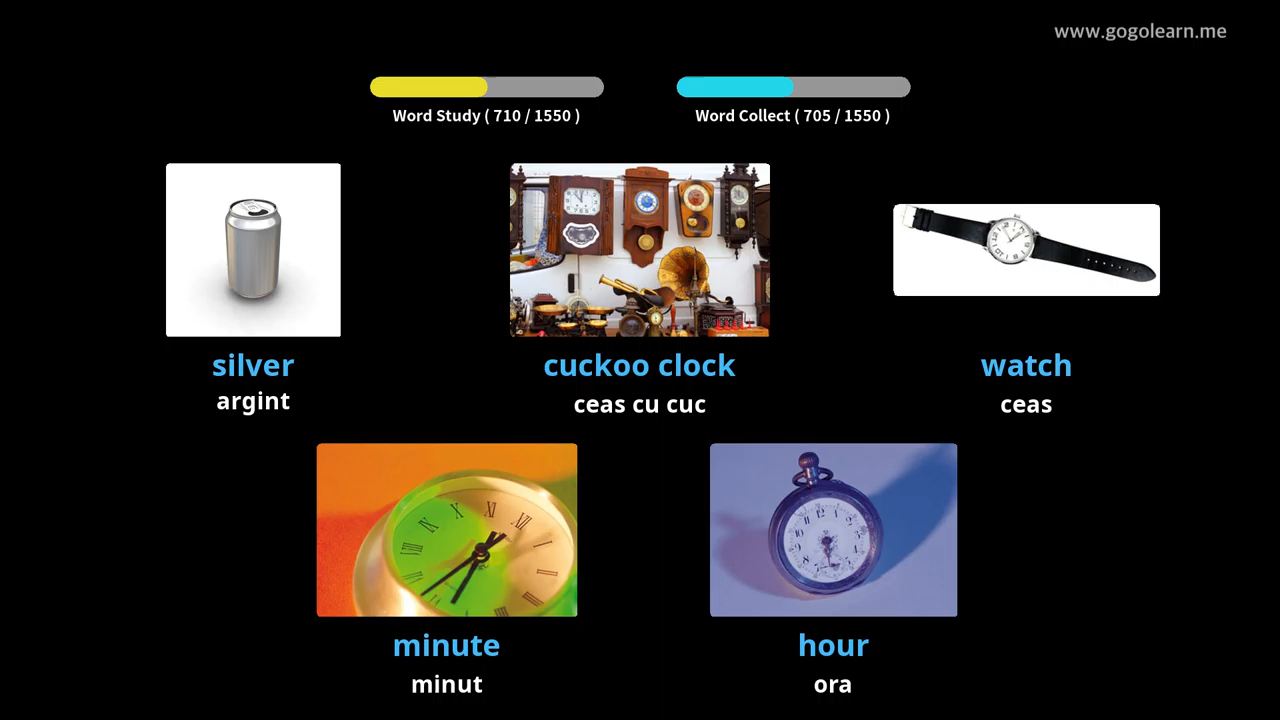 www.gogolearn.me
Word Study ( 710 / 1550 )
Word Collect ( 705 / 1550 )
silver
argint
cuckoo clock
ceas cu cuc
watch
ceas
minute
minut
hour
ora